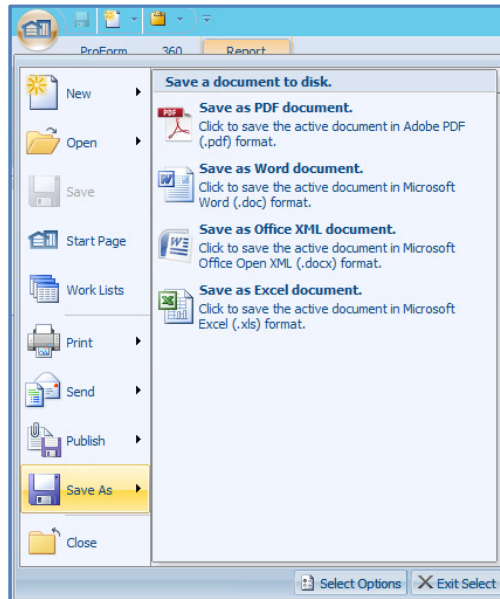 ProForm 360 Report
New
Open
Save
Start Page
Work Lists
Print
Send
Publish
Save As
Close
Save a document to disk.
PDF
Save as PDF document.
Click to save the active document in Adobe PDF
(.pdf) format.
Save as Word document.
Click to save the active document in Microsoft
Word (.doc) format.
Save as Office XML document.
Click to save the active document in Microsoft
Office Open XML (.docx) format.
Save as Excel document.
Click to save the active document in Microsoft
Excel (.xls) format.
Select Options Exit Select